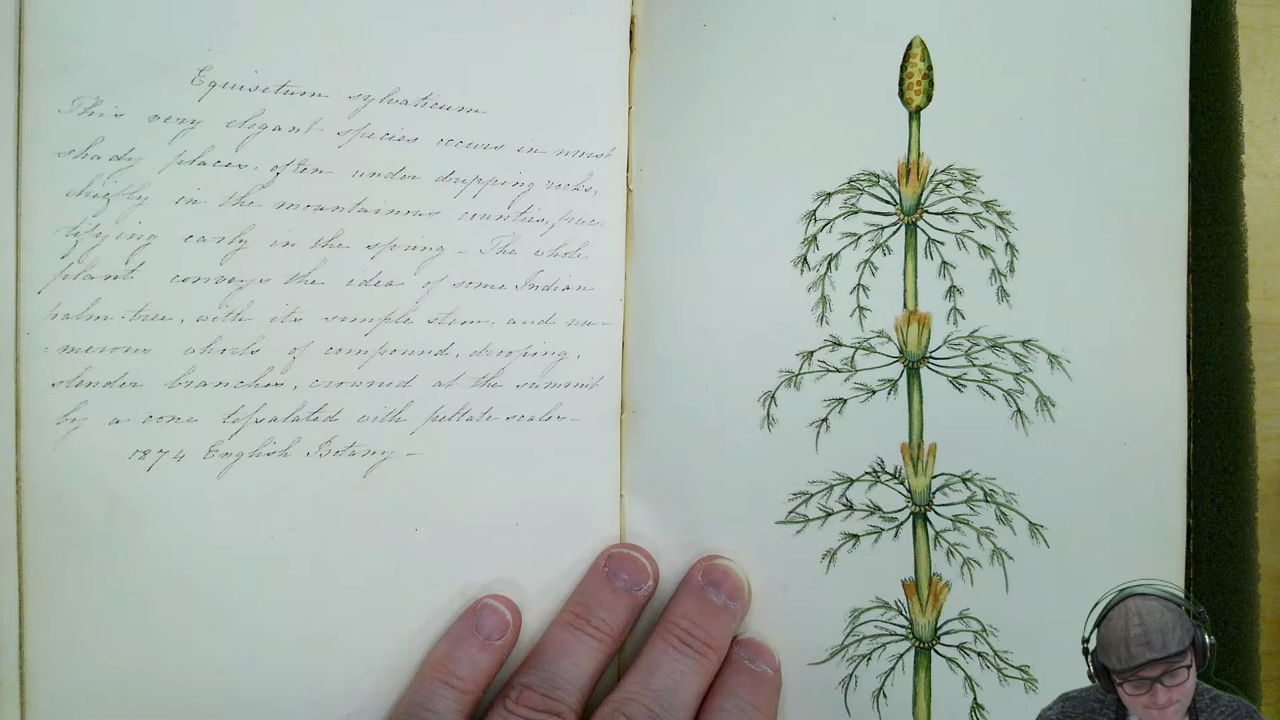 Equisetum sylvaticum
This very elegant species occurs in moist
shady places, often under dripping rocks,
chiefly in the mountainous counties, fruc-
tifying early in the spring – The whole
plant conveys the idea of some Indian
palm-tree, with its simple stem, and nu-
-merous whorls of compound, drooping,
slender branches, crowned at the summit
by a cone tessalated with peltate scales –
1874 English Botany –